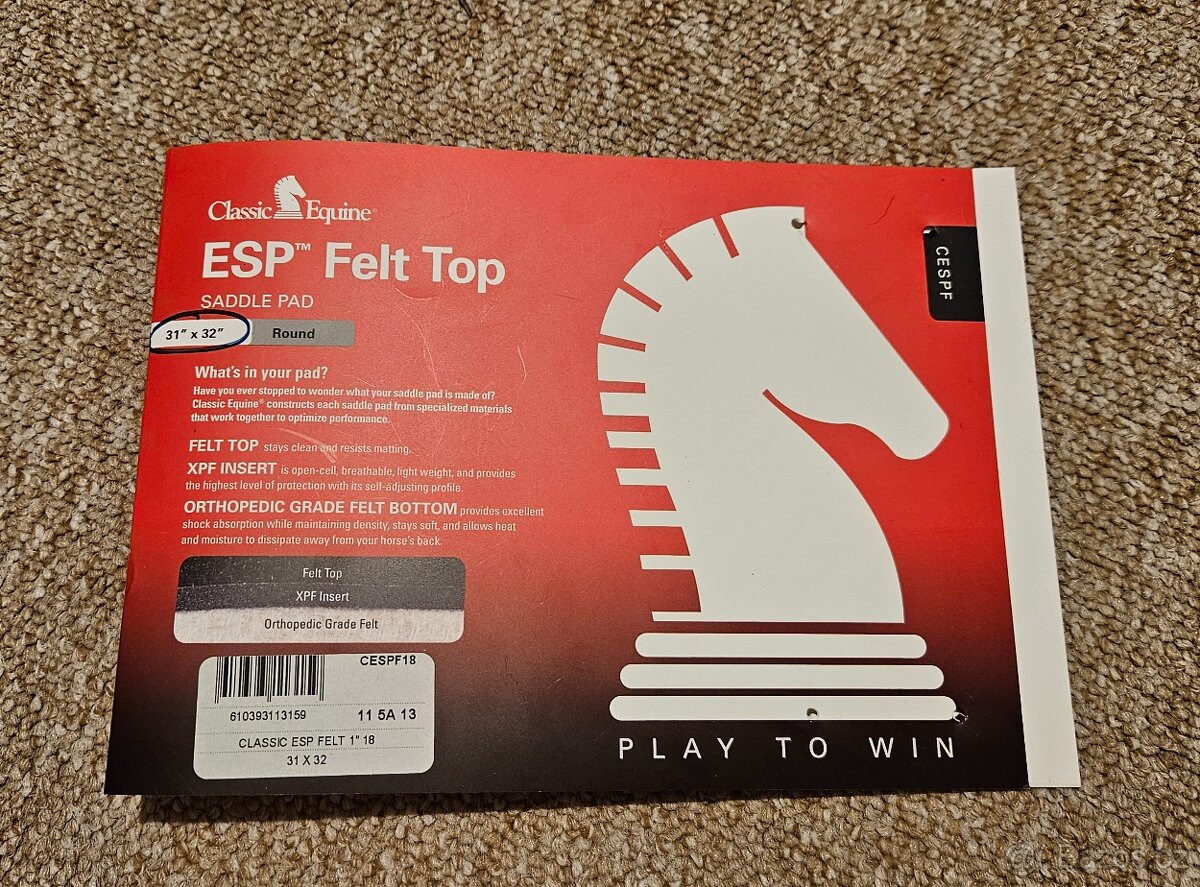 Classic Equine®
ESP™ Felt Top
SADDLE PAD
31" x 32" Round
What's in your pad?
Have you ever stopped to wonder what your saddle pad is made of?
Classic Equine® constructs each saddle pad from specialized materials
that work together to optimize performance.
FELT TOP stays clean and resists matting.
XPF INSERT is open-cell, breathable, light weight, and provides
the highest level of protection with its self-adjusting profile.
ORTHOPEDIC GRADE FELT BOTTOM provides excellent
shock absorption while maintaining density, stays soft, and allows heat
and moisture to dissipate away from your horse's back.
Felt Top
XPF Insert
Orthopedic Grade Felt
CESPF18
610393113159 11 5A 13
CLASSIC ESP FELT 1" 18
31 X 32
CESPF
PLAY TO WIN
Bazos.cz